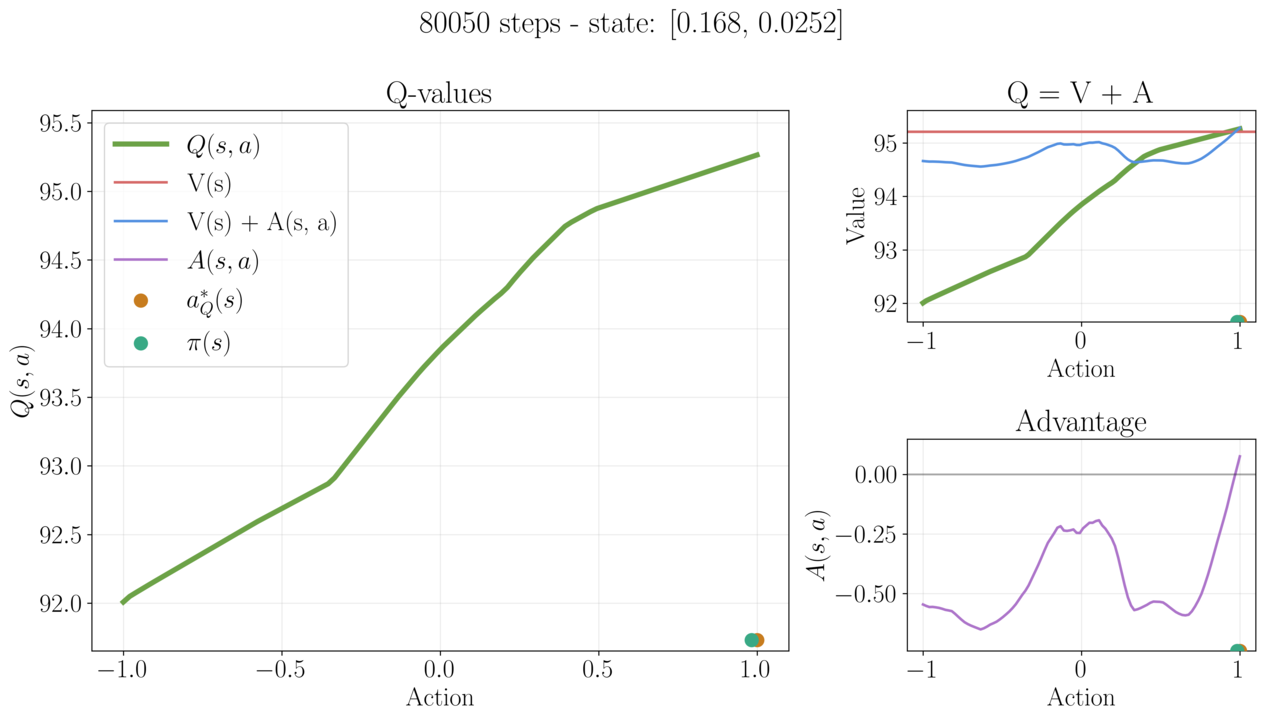 80050 steps - state: [0.168, 0.0252]
Q-values
95.5
95.0
94.5
94.0
93.5
93.0
92.5
92.0
Q(s, a)
−1.0
−0.5
0.0
0.5
1.0
Action
Q(s, a)
V(s)
V(s) + A(s, a)
A(s, a)
a*Q(s)
π(s)
Q = V + A
95
94
93
92
Value
−1
0
1
Action
Advantage
0.00
−0.25
−0.50
A(s, a)
−1
0
1
Action